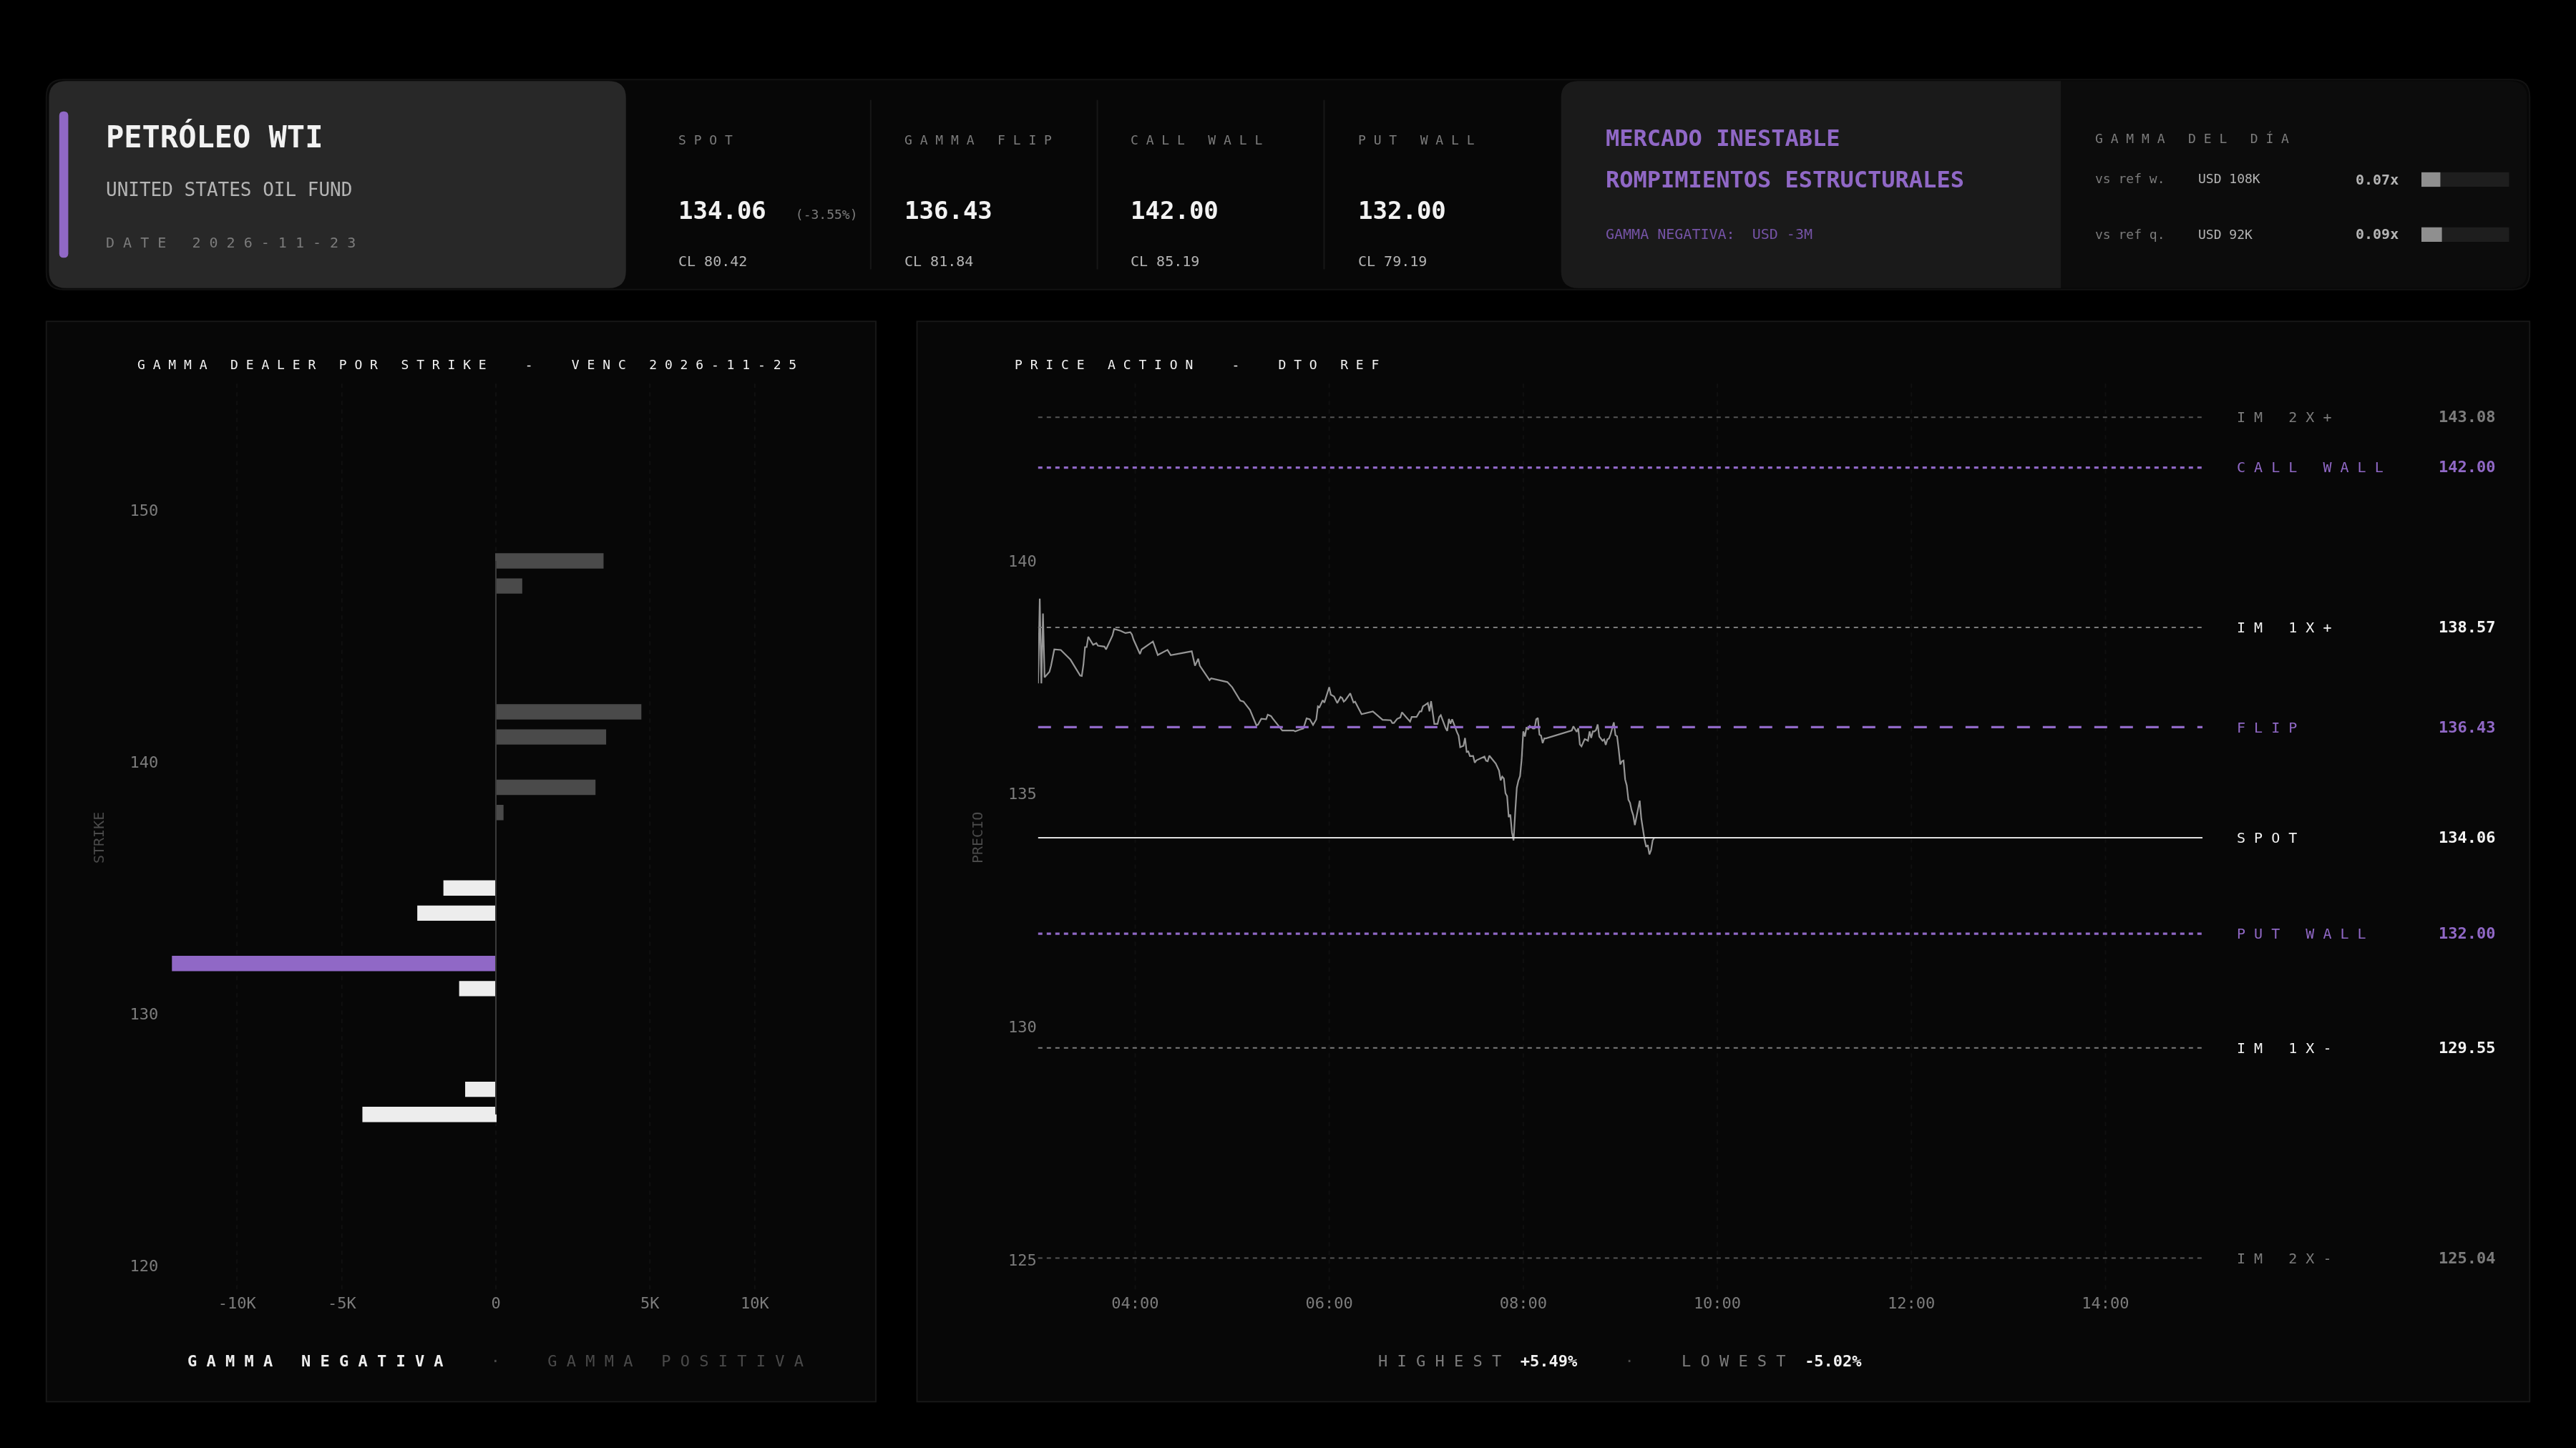 PETRÓLEO WTI
UNITED STATES OIL FUND
DATE 2026-11-23
SPOT
134.06 (-3.55%)
CL 80.42
GAMMA FLIP
136.43
CL 81.84
CALL WALL
142.00
CL 85.19
PUT WALL
132.00
CL 79.19
MERCADO INESTABLE
ROMPIMIENTOS ESTRUCTURALES
GAMMA NEGATIVA: USD -3M
GAMMA DEL DÍA
vs ref w. USD 108K 0.07x
vs ref q. USD 92K 0.09x
GAMMA DEALER POR STRIKE - VENC 2026-11-25
STRIKE
150
140
130
120
-10K -5K 0 5K 10K
GAMMA NEGATIVA · GAMMA POSITIVA
PRICE ACTION - DTO REF
PRECIO
140
135
130
125
04:00 06:00 08:00 10:00 12:00 14:00
IM 2X+ 143.08
CALL WALL 142.00
IM 1X+ 138.57
FLIP 136.43
SPOT 134.06
PUT WALL 132.00
IM 1X- 129.55
IM 2X- 125.04
HIGHEST +5.49% · LOWEST -5.02%